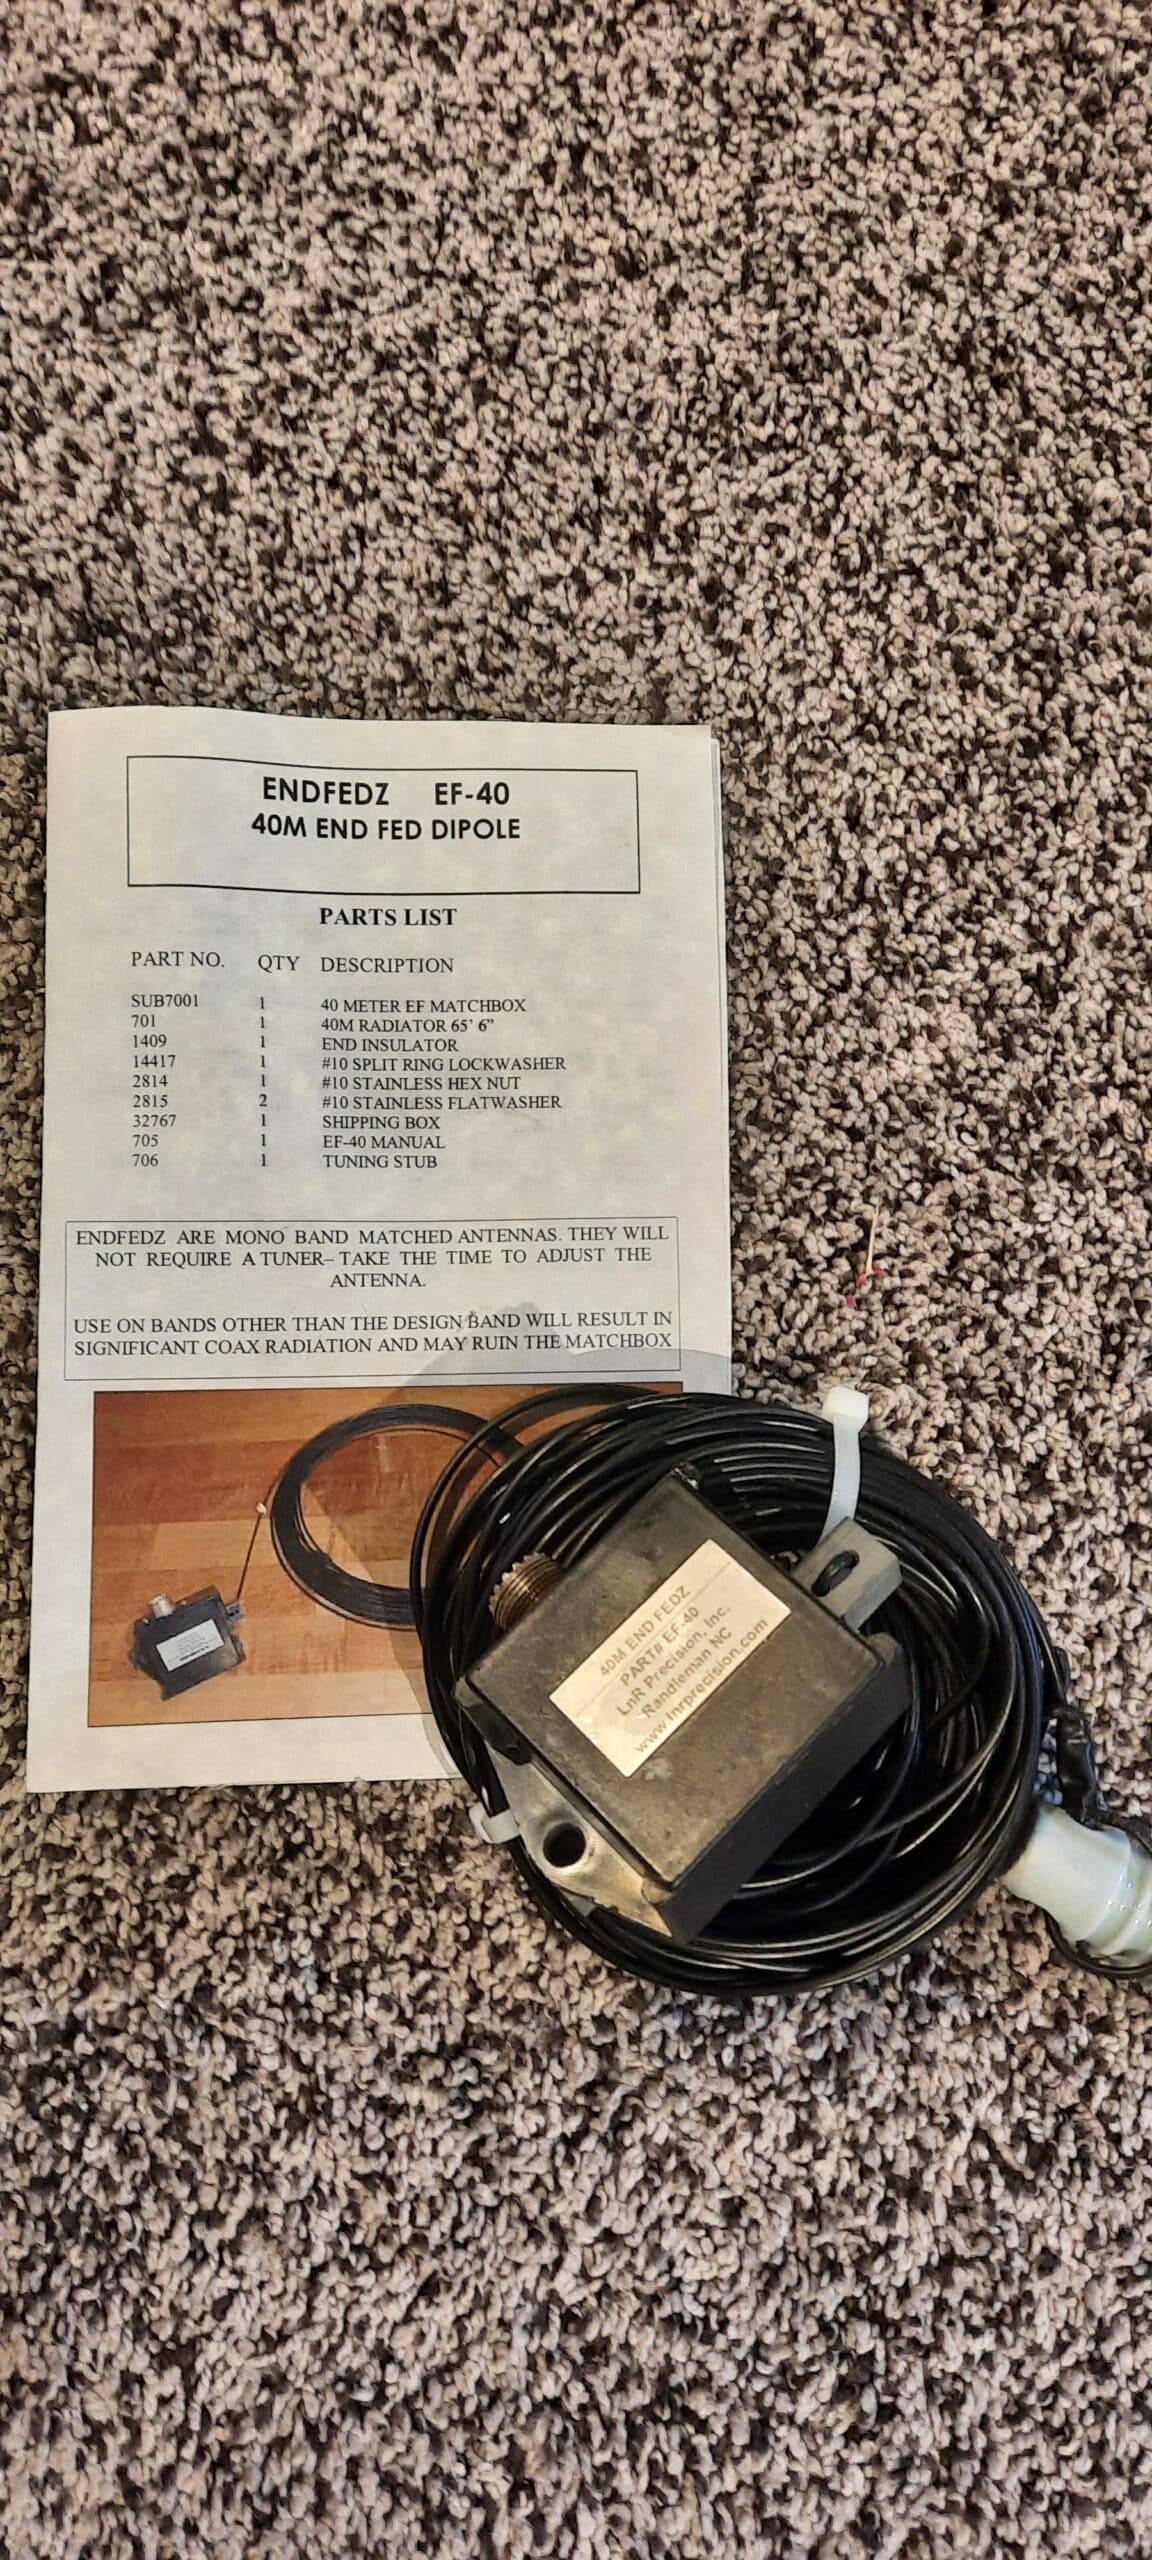 ENDFEDZ EF-40
40M END FED DIPOLE
PARTS LIST
PART NO. QTY DESCRIPTION
SUB7001 1 40 METER EF MATCHBOX
701 1 40M RADIATOR 65' 6"
1409 1 END INSULATOR
14417 1 #10 SPLIT RING LOCKWASHER
2814 1 #10 STAINLESS HEX NUT
2815 2 #10 STAINLESS FLATWASHER
32767 1 SHIPPING BOX
705 1 EF-40 MANUAL
706 1 TUNING STUB
ENDFEDZ ARE MONO BAND MATCHED ANTENNAS. THEY WILL
NOT REQUIRE A TUNER– TAKE THE TIME TO ADJUST THE
ANTENNA.
USE ON BANDS OTHER THAN THE DESIGN BAND WILL RESULT IN
SIGNIFICANT COAX RADIATION AND MAY RUIN THE MATCHBOX
40M END FEDZ
PART# EF-40
LnR Precision, Inc.
Randleman NC
www.lnrprecision.com